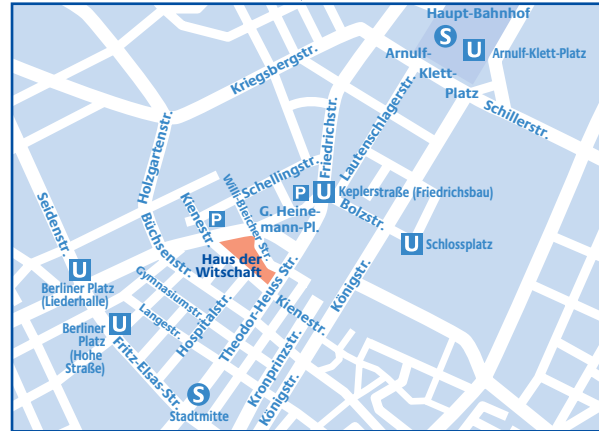 Haupt-Bahnhof
S
U
Arnulf-Klett-Platz
Arnulf-
Klett-
Platz
Kriegsbergstr.
Schillerstr.
Holzgartenstr.
Friedrichstr.
Lautenschlagerstr.
Seidenstr.
Büchsenstr.
Kienestr.
Willi-Bleicher Str.
Schellingstr.
P
P
U
Keplerstraße (Friedrichsbau)
G. Heine-
mann-Pl.
Bolzstr.
U
Schlossplatz
Haus der
Witschaft
U
Berliner Platz
(Liederhalle)
Gymnasiumstr.
Langestr.
Hospitalstr.
Theodor-Heuss Str.
Kienestr.
Königstr.
Berliner
Platz
(Hohe
Straße)
U
Fritz-Elsas-Str.
Kronprinzstr.
Königstr.
S
Stadtmitte